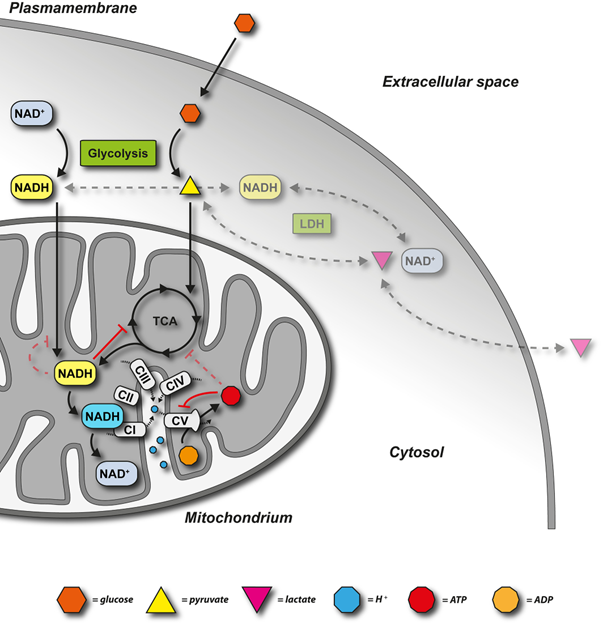 Plasmamembrane
Extracellular space
NAD+
Glycolysis
NADH
NADH
LDH
NAD+
TCA
NADH
CIII
CIV
CII
NADH
CI
CV
NAD+
Cytosol
Mitochondrium
= glucose
= pyruvate
= lactate
= H+
= ATP
= ADP